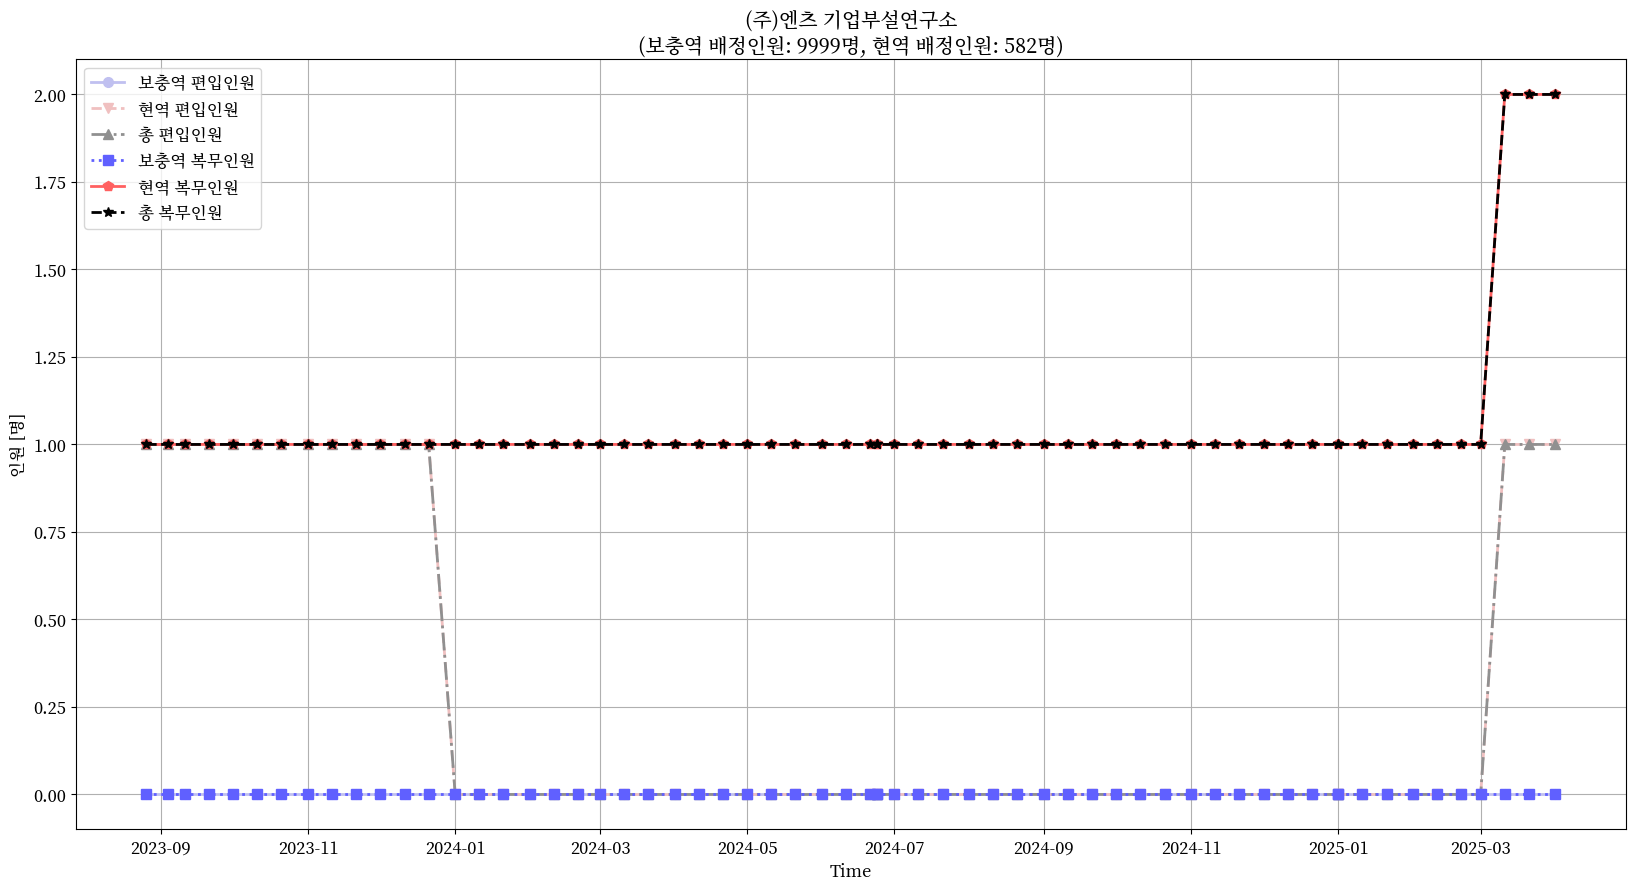 (주)엔츠 기업부설연구소
(보충역 배정인원: 9999명, 현역 배정인원: 582명)
보충역 편입인원
현역 편입인원
총 편입인원
보충역 복무인원
현역 복무인원
총 복무인원
2.00
1.75
1.50
1.25
1.00
0.75
0.50
0.25
0.00
인원 [명]
2023-09 2023-11 2024-01 2024-03 2024-05 2024-07 2024-09 2024-11 2025-01 2025-03
Time